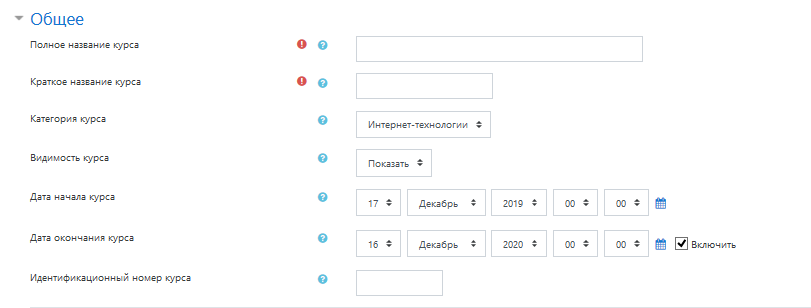 Общее
Полное название курса
Краткое название курса
Категория курса Интернет-технологии
Видимость курса Показать
Дата начала курса 17 Декабрь 2019 00 00
Дата окончания курса 16 Декабрь 2020 00 00 Включить
Идентификационный номер курса